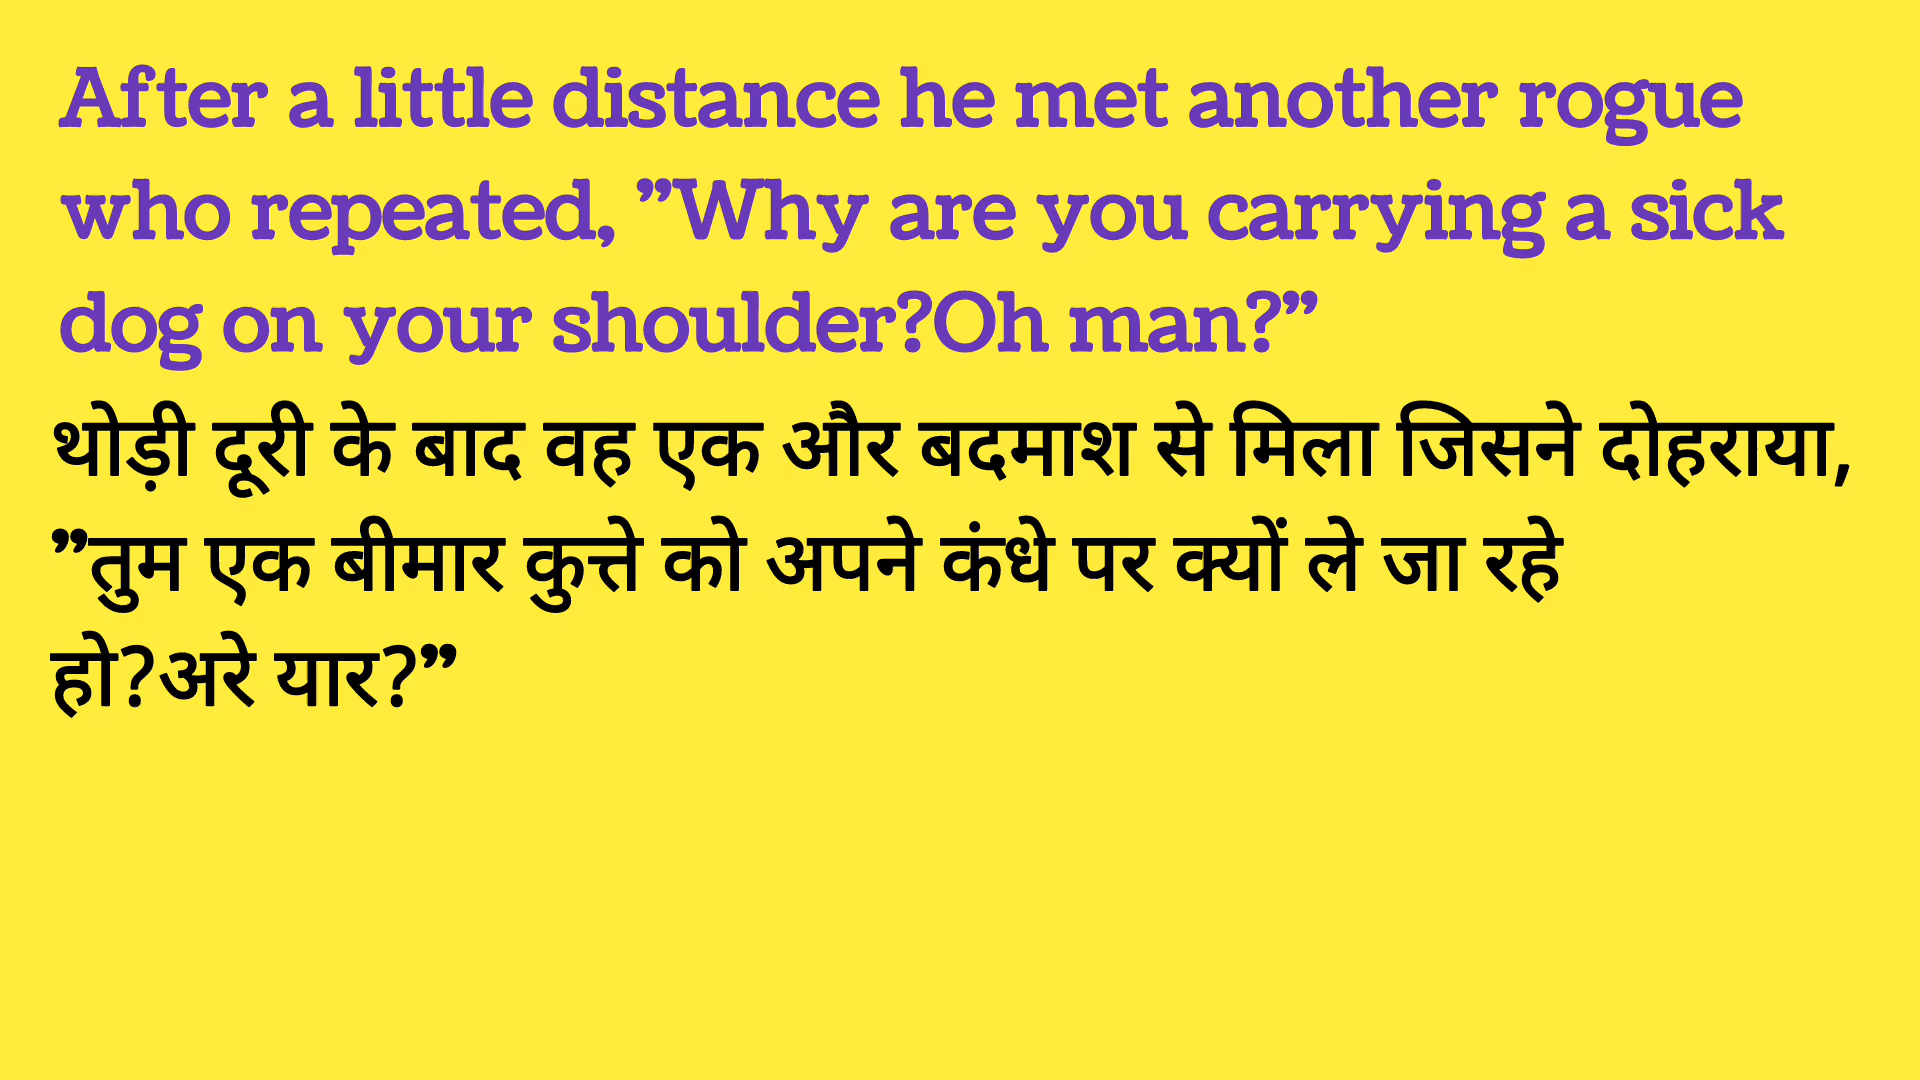 After a little distance he met another rogue
who repeated, ”Why are you carrying a sick
dog on your shoulder?Oh man?”
थोड़ी दूरी के बाद वह एक और बदमाश से मिला जिसने दोहराया,
”तुम एक बीमार कुत्ते को अपने कंधे पर क्यों ले जा रहे
हो?अरे यार?”